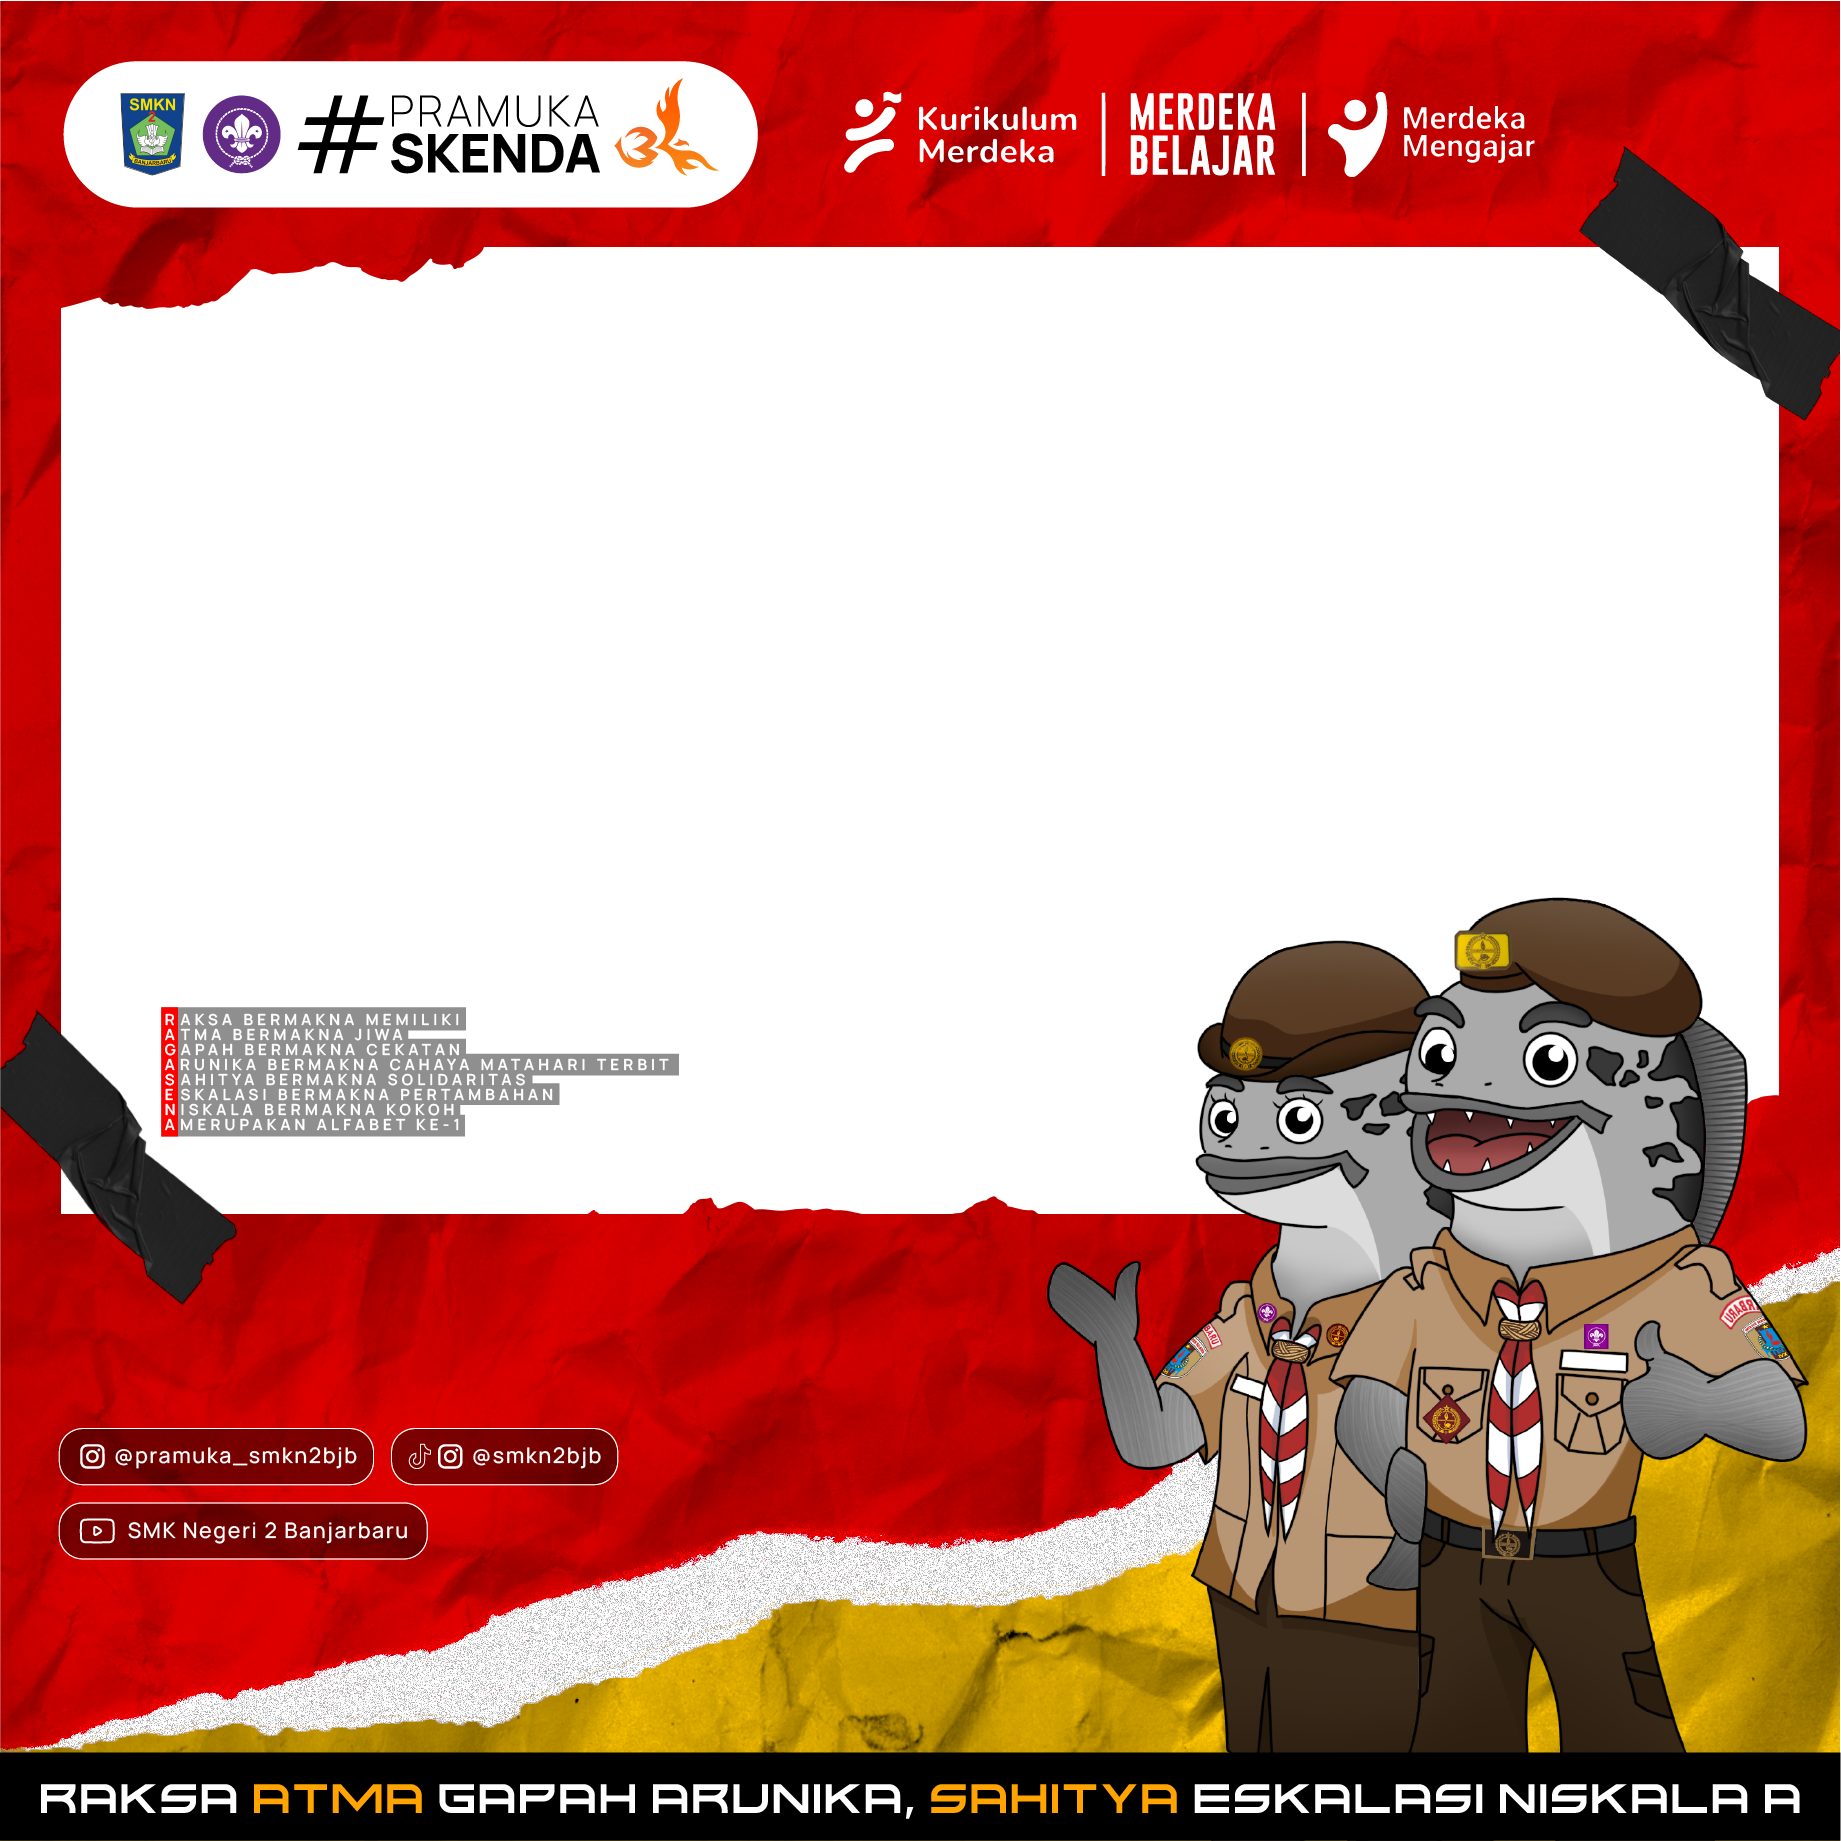 SMKN
2
BANJARBARU
#PRAMUKA
SKENDA
Kurikulum
Merdeka
MERDEKA
BELAJAR
Merdeka
Mengajar
RAKSA BERMAKNA MEMILIKI
ATMA BERMAKNA JIWA
GAPAH BERMAKNA CEKATAN
ARUNIKA BERMAKNA CAHAYA MATAHARI TERBIT
SAHITYA BERMAKNA SOLIDARITAS
ESKALASI BERMAKNA PERTAMBAHAN
NISKALA BERMAKNA KOKOH
A MERUPAKAN ALFABET KE-1
@pramuka_smkn2bjb
@smkn2bjb
SMK Negeri 2 Banjarbaru
RAKSA ATMA GAPAH ARUNIKA, SAHITYA ESKALASI NISKALA A